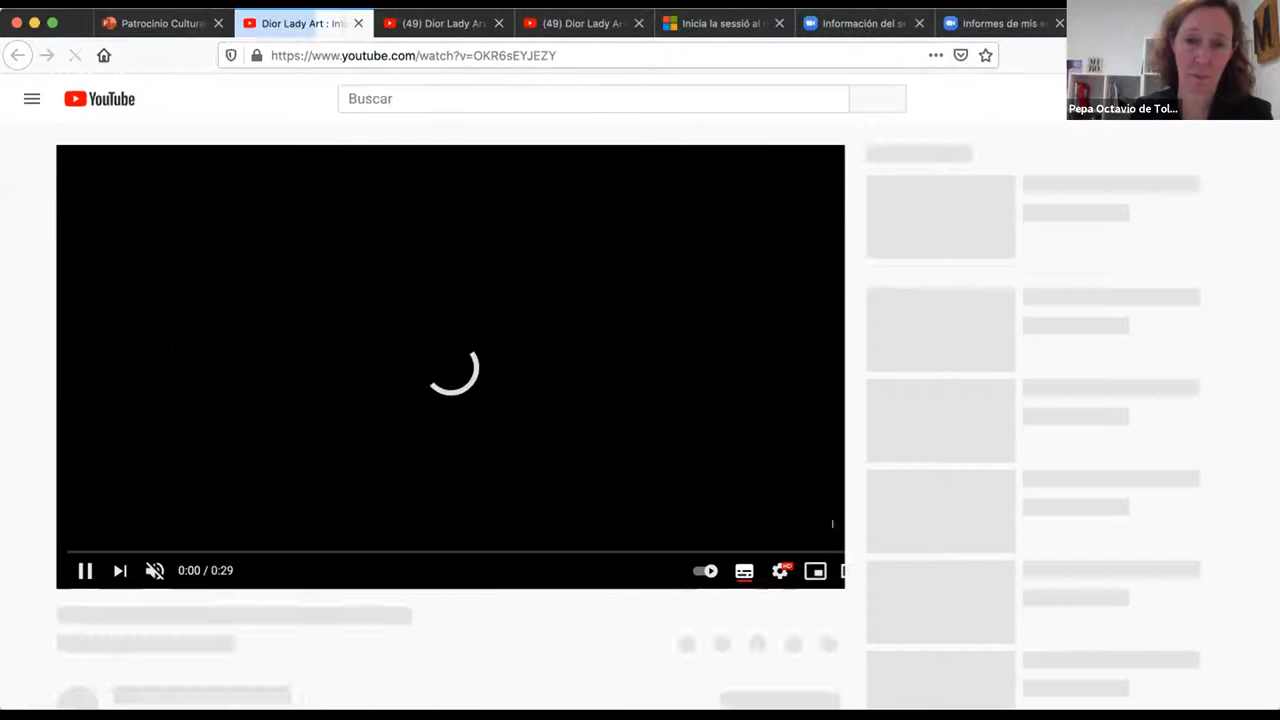 Patrocinio Cultura
Dior Lady Art : Int
(49) Dior Lady Ar
(49) Dior Lady Ar
Inicia la sessió al c
Información del se
Informes de mis s
https://www.youtube.com/watch?v=OKR6sEYJEZY
YouTube
Buscar
Pepa Octavio de Tol...
0:00 / 0:29
HD